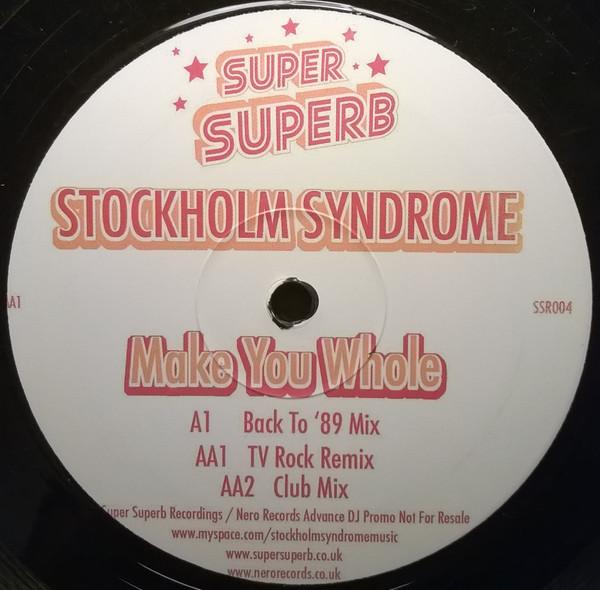 SUPER
SUPERB
STOCKHOLM SYNDROME
AA1
SSR004
Make You Whole
A1 Back To ‘89 Mix
AA1 TV Rock Remix
AA2 Club Mix
Super Superb Recordings / Nero Records Advance DJ Promo Not For Resale
www.myspace.com/stockholmsyndromemusic
www.supersuperb.co.uk
www.nerorecords.co.uk